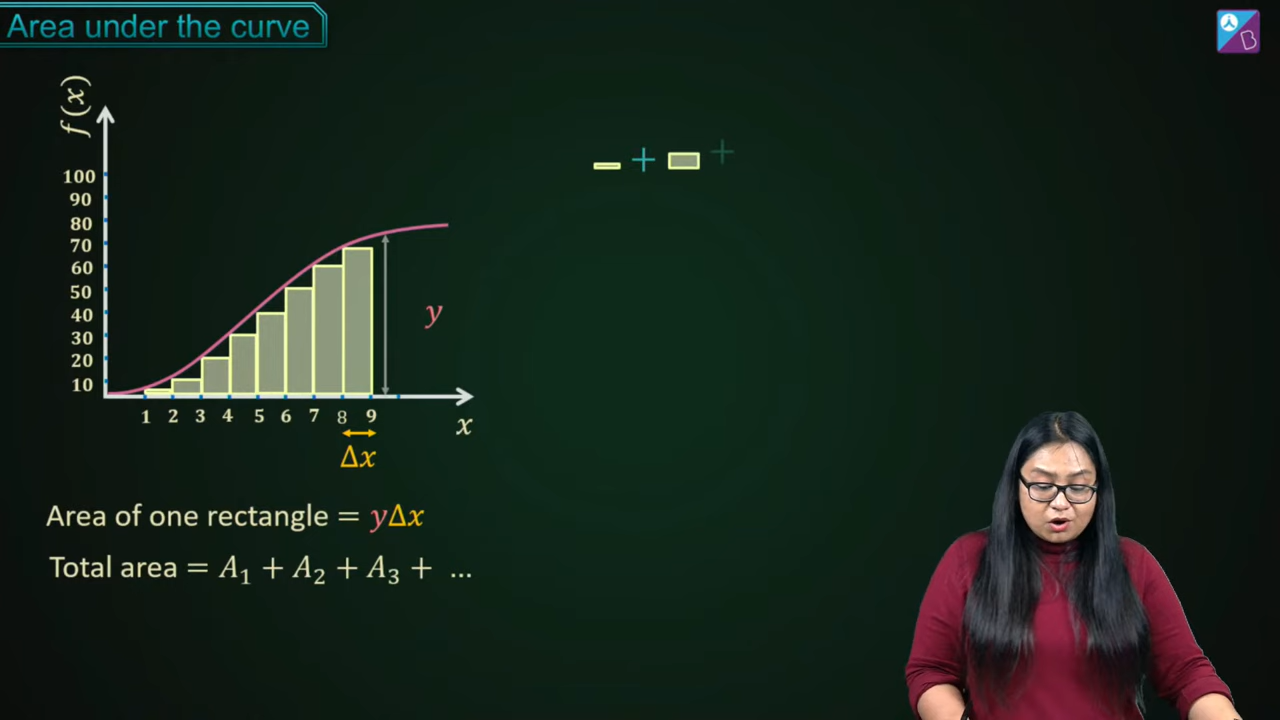 Area under the curve
B
f(x)
100
90
80
70
60
50
40
30
20
10
y
1 2 3 4 5 6 7 8 9
x
Δx
+ +
Area of one rectangle = yΔx
Total area = A₁ + A₂ + A₃ + ...